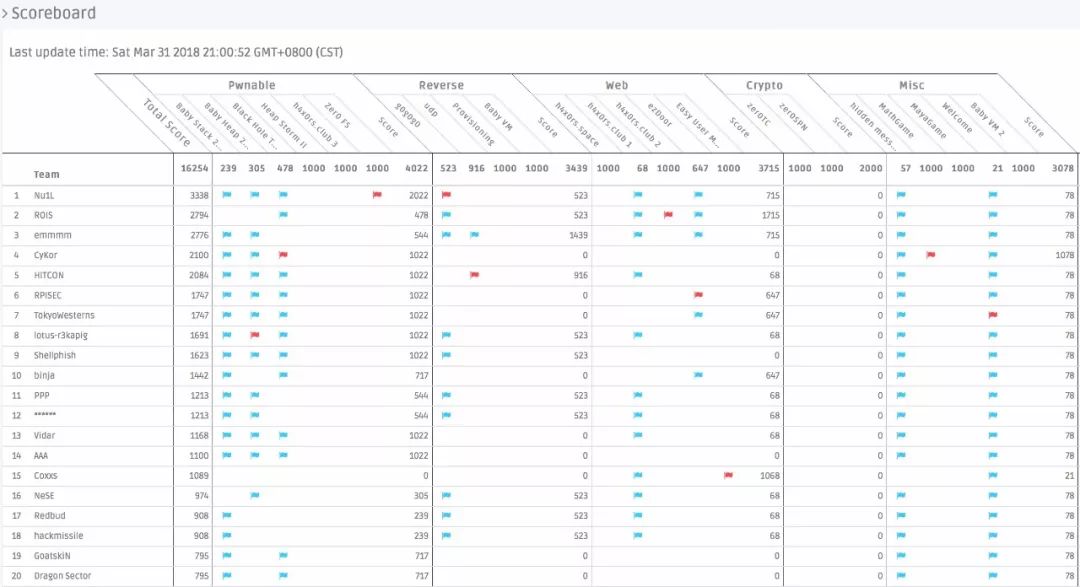 › Scoreboard
Last update time: Sat Mar 31 2018 21:00:52 GMT+0800 (CST)
Pwnable Reverse Web Crypto Misc
Total Score Baby Stack 2... Baby Heap 2... Black Hole T... Heap Storm II h4x0rs.club 3 Zero FS Score g0g0g0 udp Provisioning Baby VM Score h4x0rs.space h4x0rs.club 1 h4x0rs.club 2 ezDoor Easy User M... Score zer0TC zer0SPN Score hidden mess... MathGame MayaGame Welcome Baby VM 2 Score
Team 16254 239 305 478 1000 1000 1000 4022 523 916 1000 1000 3439 1000 68 1000 647 1000 3715 1000 1000 2000 57 1000 1000 21 1000 3078
1 Nu1L 3338 2022 523 715 0 78
2 ROIS 2794 478 523 1715 0 78
3 emmmm 2776 544 1439 715 0 78
4 CyKor 2100 1022 0 0 0 1078
5 HITCON 2084 1022 916 68 0 78
6 RPISEC 1747 1022 0 647 0 78
7 TokyoWesterns 1747 1022 0 647 0 78
8 lotus-r3kapig 1691 1022 523 68 0 78
9 Shellphish 1623 1022 523 0 0 78
10 binja 1442 717 0 647 0 78
11 PPP 1213 544 523 68 0 78
12 ****** 1213 544 523 68 0 78
13 Vidar 1168 1022 0 68 0 78
14 AAA 1100 1022 0 0 0 78
15 Coxxs 1089 0 0 1068 0 21
16 NeSE 974 305 523 68 0 78
17 Redbud 908 239 523 68 0 78
18 hackmissile 908 239 523 68 0 78
19 GoatskiN 795 717 0 0 0 78
20 Dragon Sector 795 717 0 0 0 78